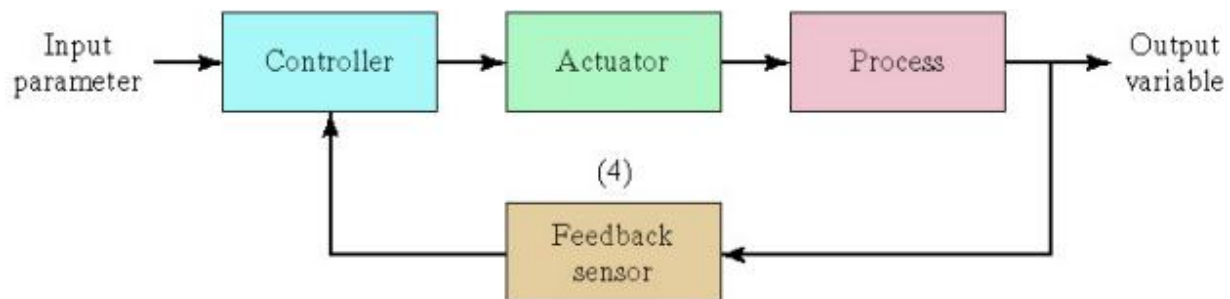 Input
parameter
Controller
Actuator
Process
Output
variable
(4)
Feedback
sensor